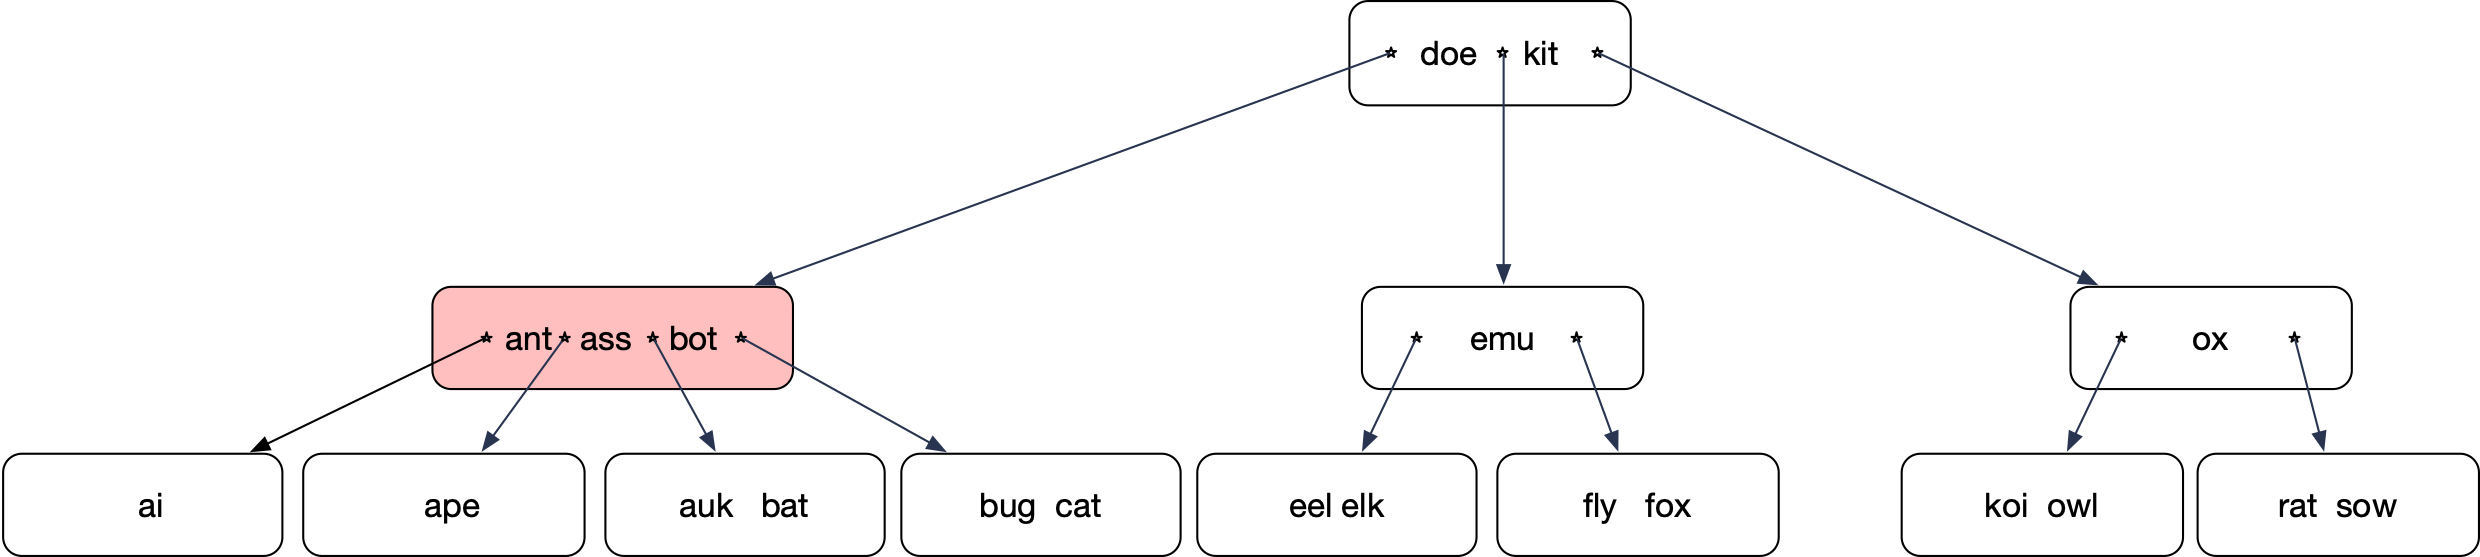 doe kit
ant ass bot
emu
ox
ai
ape
auk bat
bug cat
eel elk
fly fox
koi owl
rat sow